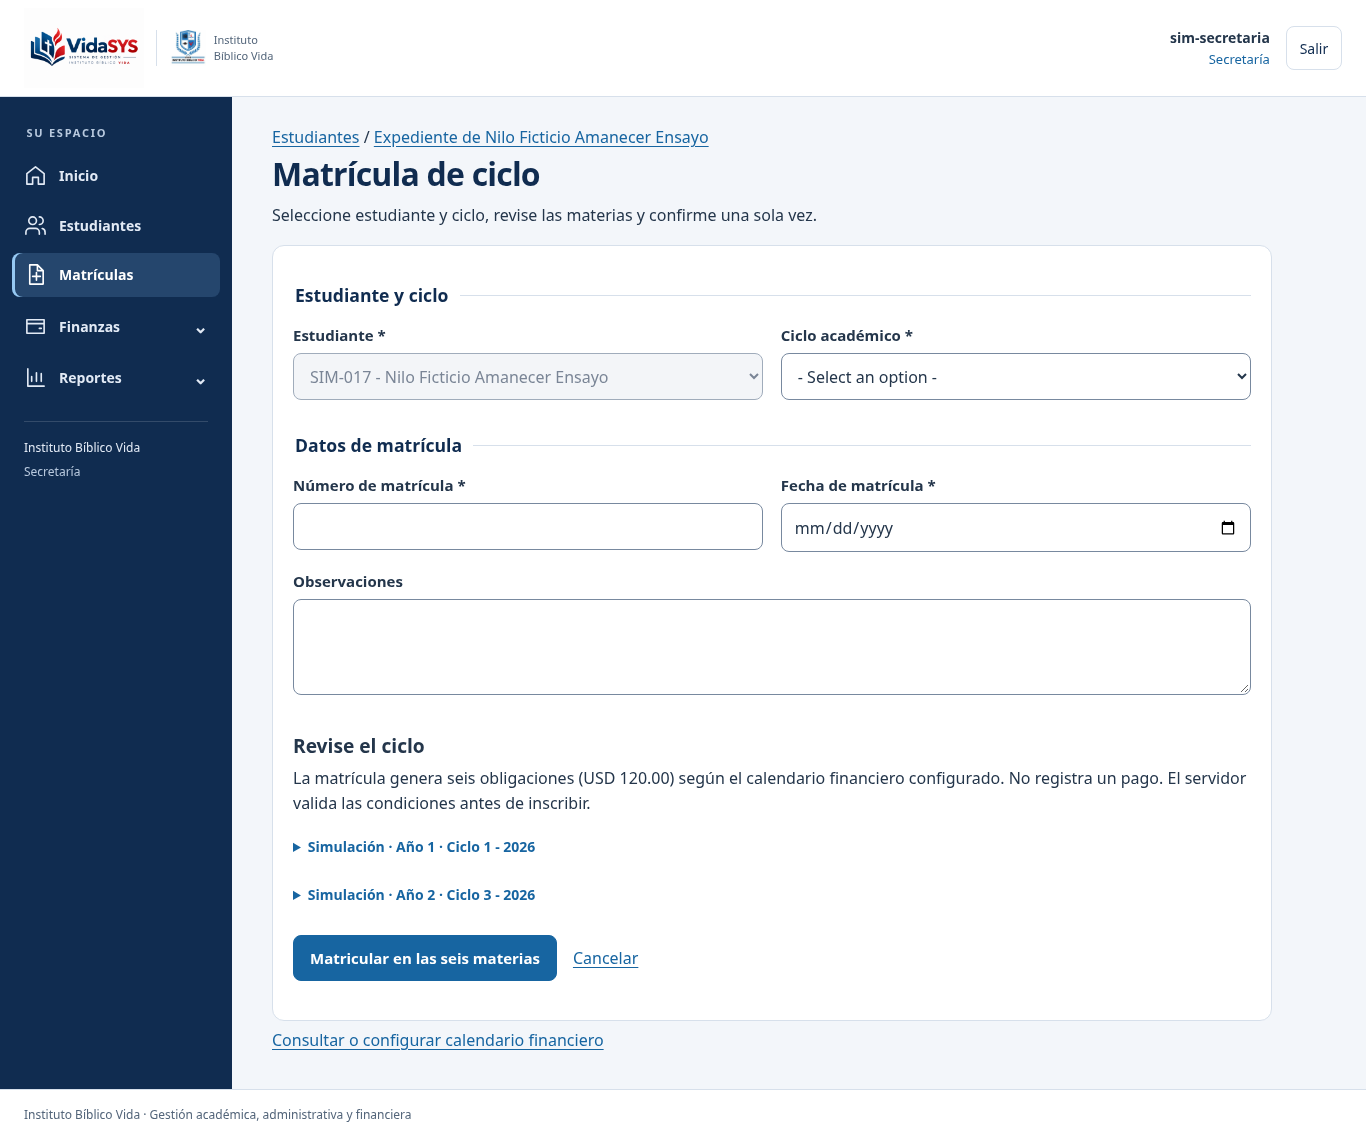 VidaSYS
SISTEMA DE GESTIÓN
INSTITUTO BÍBLICO VIDA
Instituto
Bíblico Vida
sim-secretaria
Secretaría
Salir
SU ESPACIO
Inicio
Estudiantes
Matrículas
Finanzas
Reportes
Instituto Bíblico Vida
Secretaría
Estudiantes / Expediente de Nilo Ficticio Amanecer Ensayo
Matrícula de ciclo
Seleccione estudiante y ciclo, revise las materias y confirme una sola vez.
Estudiante y ciclo
Estudiante *
Ciclo académico *
SIM-017 - Nilo Ficticio Amanecer Ensayo
- Select an option -
Datos de matrícula
Número de matrícula *
Fecha de matrícula *
mm/dd/yyyy
Observaciones
Revise el ciclo
La matrícula genera seis obligaciones (USD 120.00) según el calendario financiero configurado. No registra un pago. El servidor
valida las condiciones antes de inscribir.
Simulación · Año 1 · Ciclo 1 - 2026
Simulación · Año 2 · Ciclo 3 - 2026
Matricular en las seis materias
Cancelar
Consultar o configurar calendario financiero
Instituto Bíblico Vida · Gestión académica, administrativa y financiera